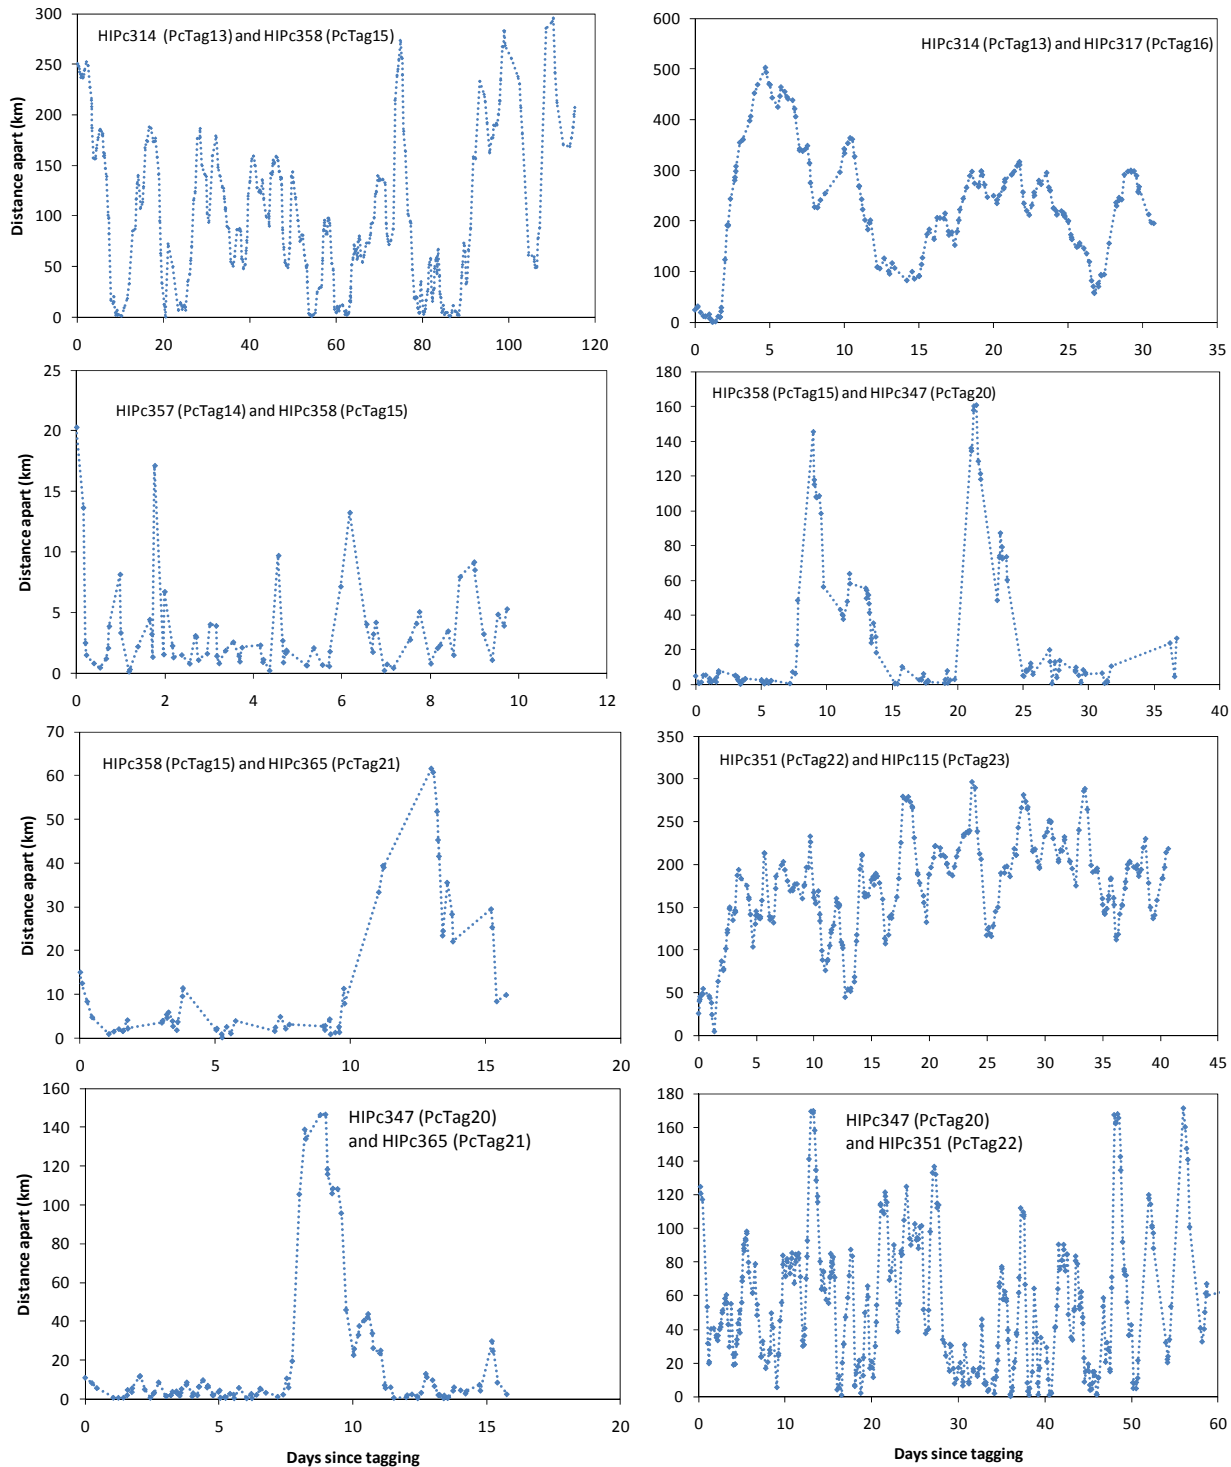 300
250
200
150
100
50
0
Distance apart (km)
HIPc314 (PcTag13) and HIPc358 (PcTag15)
0 20 40 60 80 100 120
600
500
400
300
200
100
0
HIPc314 (PcTag13) and HIPc317 (PcTag16)
0 5 10 15 20 25 30 35
25
20
15
10
5
0
Distance apart (km)
HIPc357 (PcTag14) and HIPc358 (PcTag15)
0 2 4 6 8 10 12
180
160
140
120
100
80
60
40
20
0
HIPc358 (PcTag15) and HIPc347 (PcTag20)
0 5 10 15 20 25 30 35 40
70
60
50
40
30
20
10
0
Distance apart (km)
HIPc358 (PcTag15) and HIPc365 (PcTag21)
0 5 10 15 20
350
300
250
200
150
100
50
0
HIPc351 (PcTag22) and HIPc115 (PcTag23)
0 5 10 15 20 25 30 35 40 45
160
140
120
100
80
60
40
20
0
Distance apart (km)
HIPc347 (PcTag20)
and HIPc365 (PcTag21)
0 5 10 15 20
Days since tagging
180
160
140
120
100
80
60
40
20
0
HIPc347 (PcTag20)
and HIPc351 (PcTag22)
0 10 20 30 40 50 60
Days since tagging